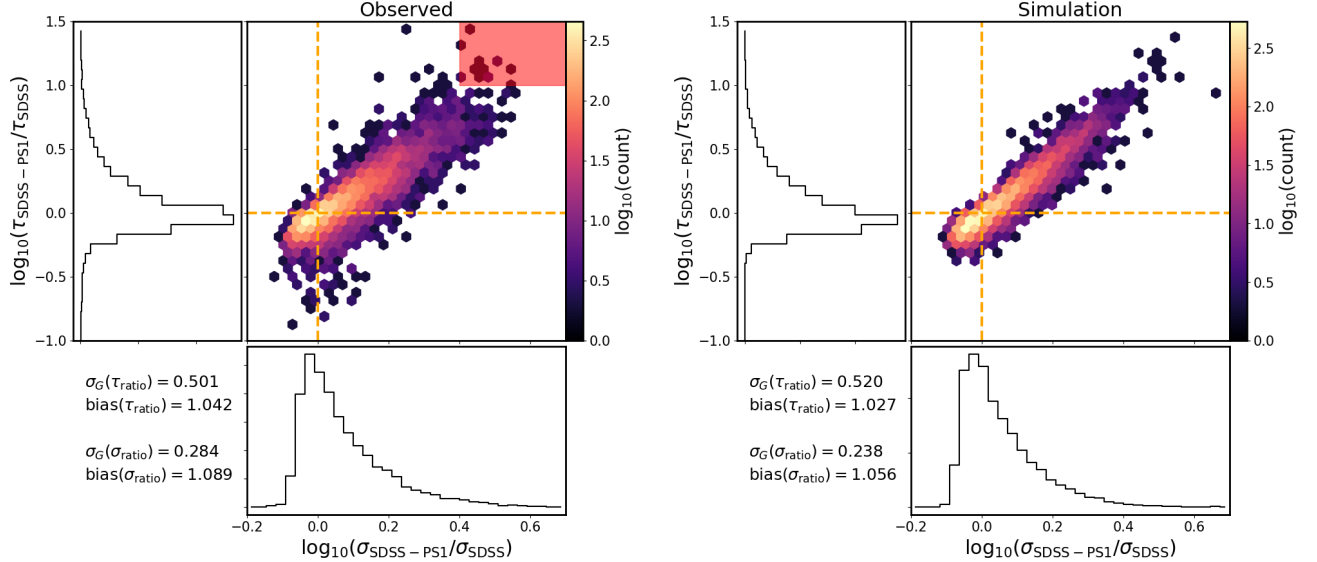 Observed
1.5
1.0
0.5
0.0
−0.5
−1.0
log₁₀(τSDSS−PS1/τSDSS)
2.5
2.0
1.5
1.0
0.5
0.0
log₁₀(count)
σG(τratio) = 0.501
bias(τratio) = 1.042
σG(σratio) = 0.284
bias(σratio) = 1.089
−0.2 0.0 0.2 0.4 0.6
log₁₀(σSDSS−PS1/σSDSS)
Simulation
1.5
1.0
0.5
0.0
−0.5
−1.0
log₁₀(τSDSS−PS1/τSDSS)
2.5
2.0
1.5
1.0
0.5
0.0
log₁₀(count)
σG(τratio) = 0.520
bias(τratio) = 1.027
σG(σratio) = 0.238
bias(σratio) = 1.056
−0.2 0.0 0.2 0.4 0.6
log₁₀(σSDSS−PS1/σSDSS)